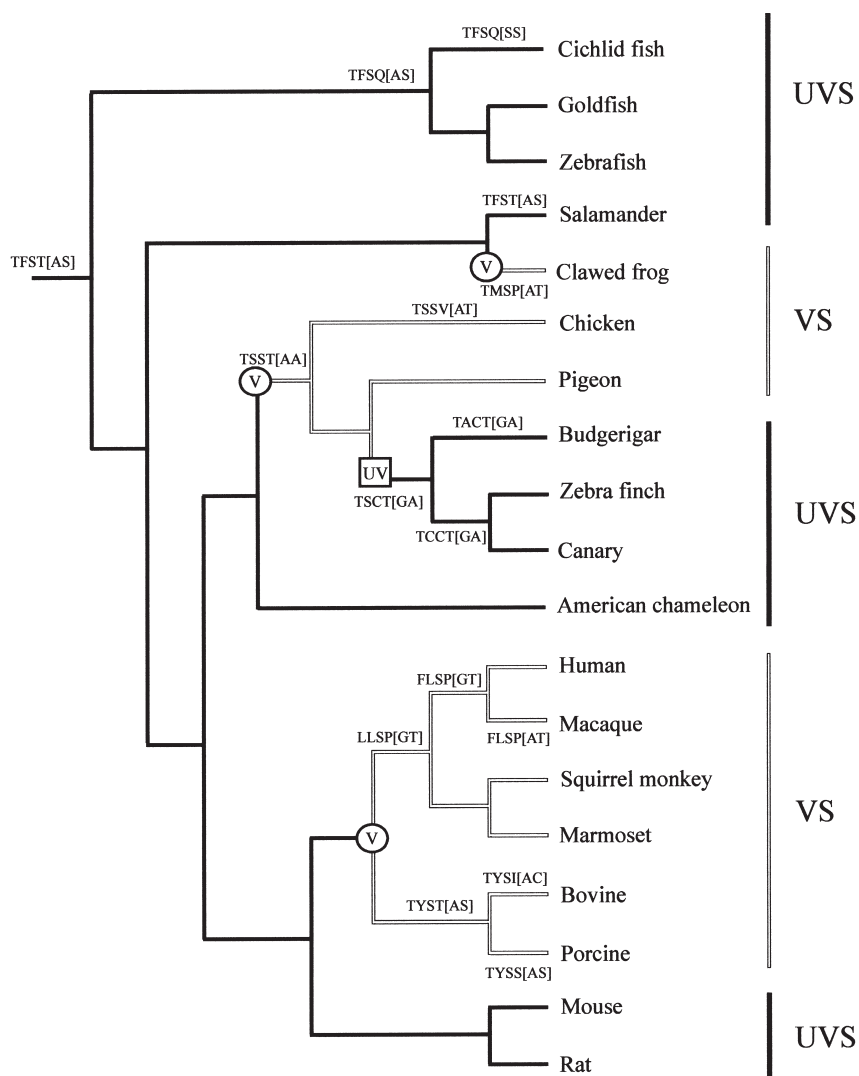 TFSQ[SS]
Cichlid fish
TFSQ[AS]
UVS
Goldfish
Zebrafish
TFST[AS]
Salamander
TFST[AS]
V
Clawed frog
TMSP[AT]
TSSV[AT]
Chicken
VS
TSST[AA]
V
Pigeon
TACT[GA]
Budgerigar
UV
TSCT[GA]
Zebra finch
UVS
TCCT[GA]
Canary
American chameleon
Human
FLSP[GT]
Macaque
FLSP[AT]
LLSP[GT]
Squirrel monkey
VS
V
Marmoset
TYSI[AC]
Bovine
TYST[AS]
Porcine
TYSS[AS]
Mouse
UVS
Rat